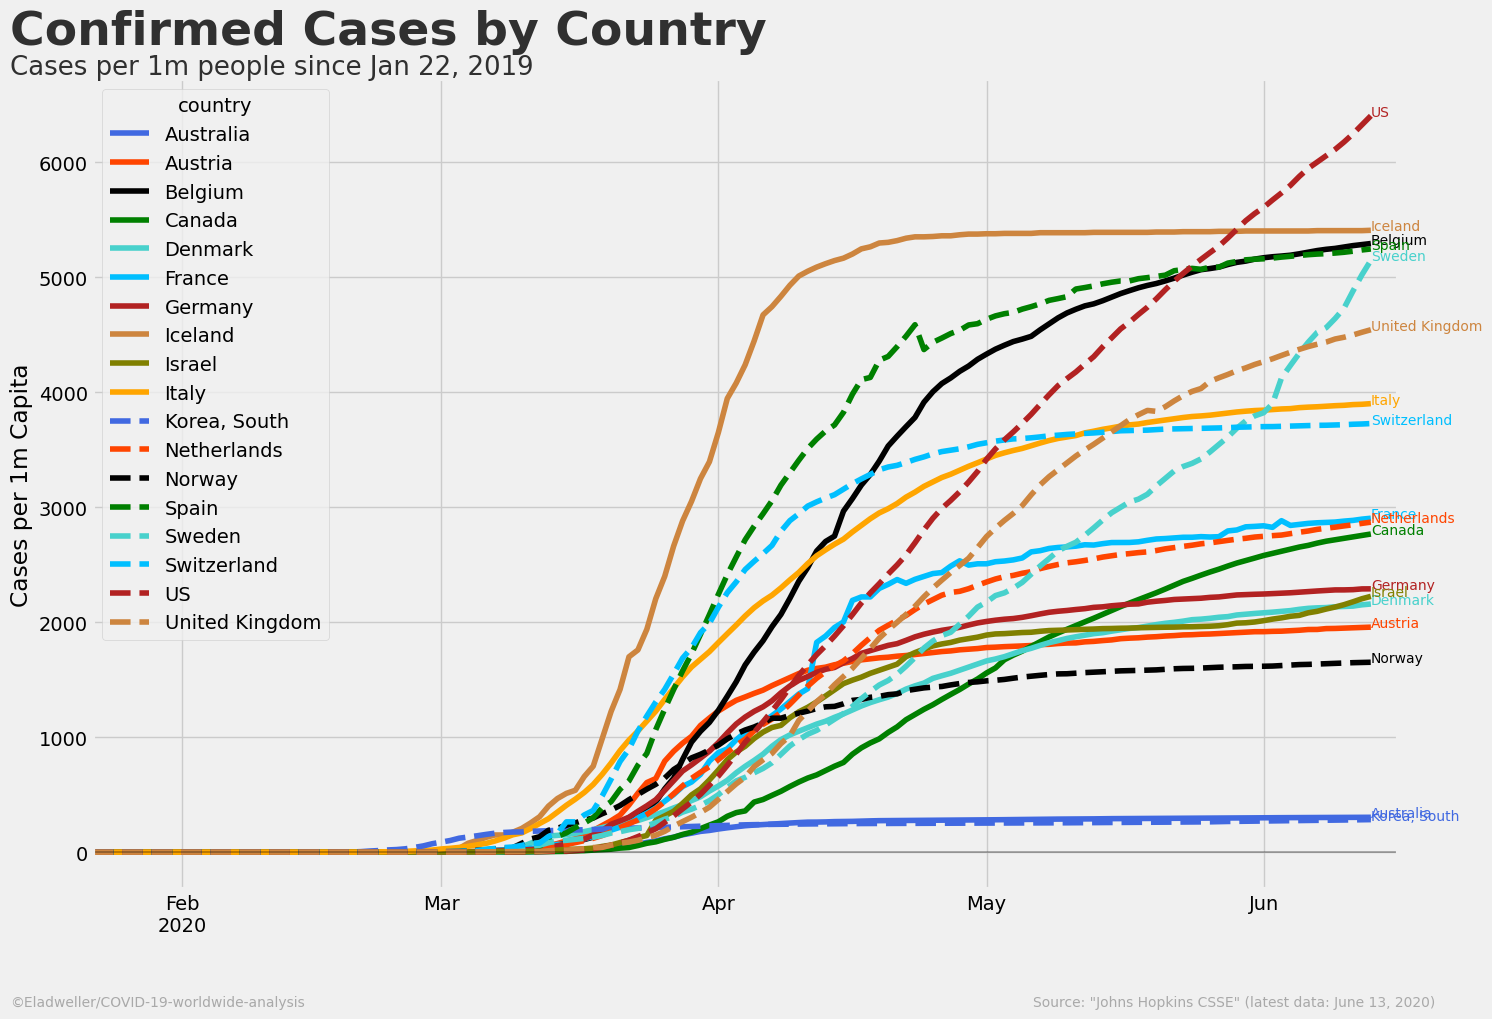 Confirmed Cases by Country
Cases per 1m people since Jan 22, 2019
country
Australia
Austria
Belgium
Canada
Denmark
France
Germany
Iceland
Israel
Italy
Korea, South
Netherlands
Norway
Spain
Sweden
Switzerland
US
United Kingdom
Cases per 1m Capita
6000
5000
4000
3000
2000
1000
0
US
Iceland
Belgium
Spain
Sweden
United Kingdom
Italy
Switzerland
France
Netherlands
Canada
Germany
Israel
Denmark
Austria
Norway
Australia
Korea, South
Feb Mar Apr May Jun
2020
©Eladweller/COVID-19-worldwide-analysis Source: "Johns Hopkins CSSE" (latest data: June 13, 2020)